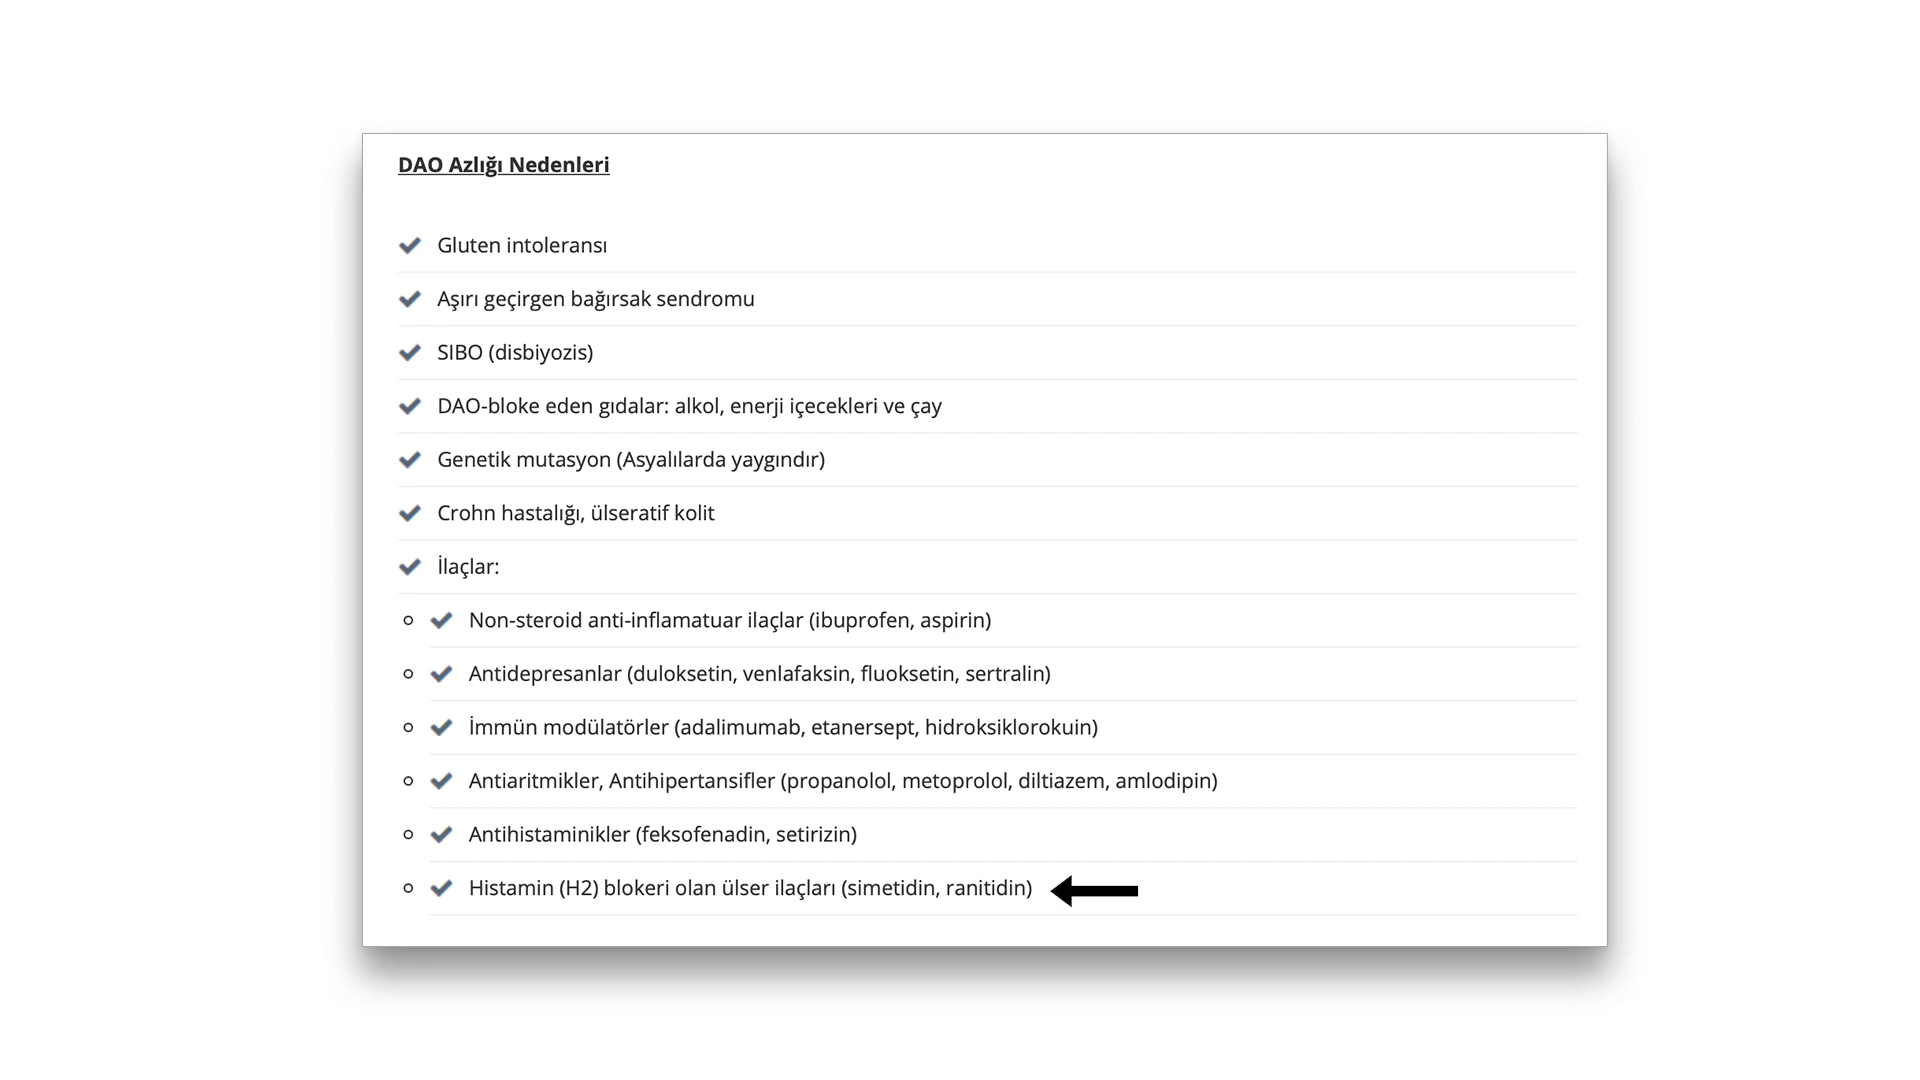 DAO Azlığı Nedenleri
Gluten intoleransı
Aşırı geçirgen bağırsak sendromu
SIBO (disbiyozis)
DAO-bloke eden gıdalar: alkol, enerji içecekleri ve çay
Genetik mutasyon (Asyalılarda yaygındır)
Crohn hastalığı, ülseratif kolit
İlaçlar:
Non-steroid anti-inflamatuar ilaçlar (ibuprofen, aspirin)
Antidepresanlar (duloksetin, venlafaksin, fluoksetin, sertralin)
İmmün modülatörler (adalimumab, etanersept, hidroksiklorokuin)
Antiaritmikler, Antihipertansifler (propanolol, metoprolol, diltiazem, amlodipin)
Antihistaminikler (feksofenadin, setirizin)
Histamin (H2) blokeri olan ülser ilaçları (simetidin, ranitidin)